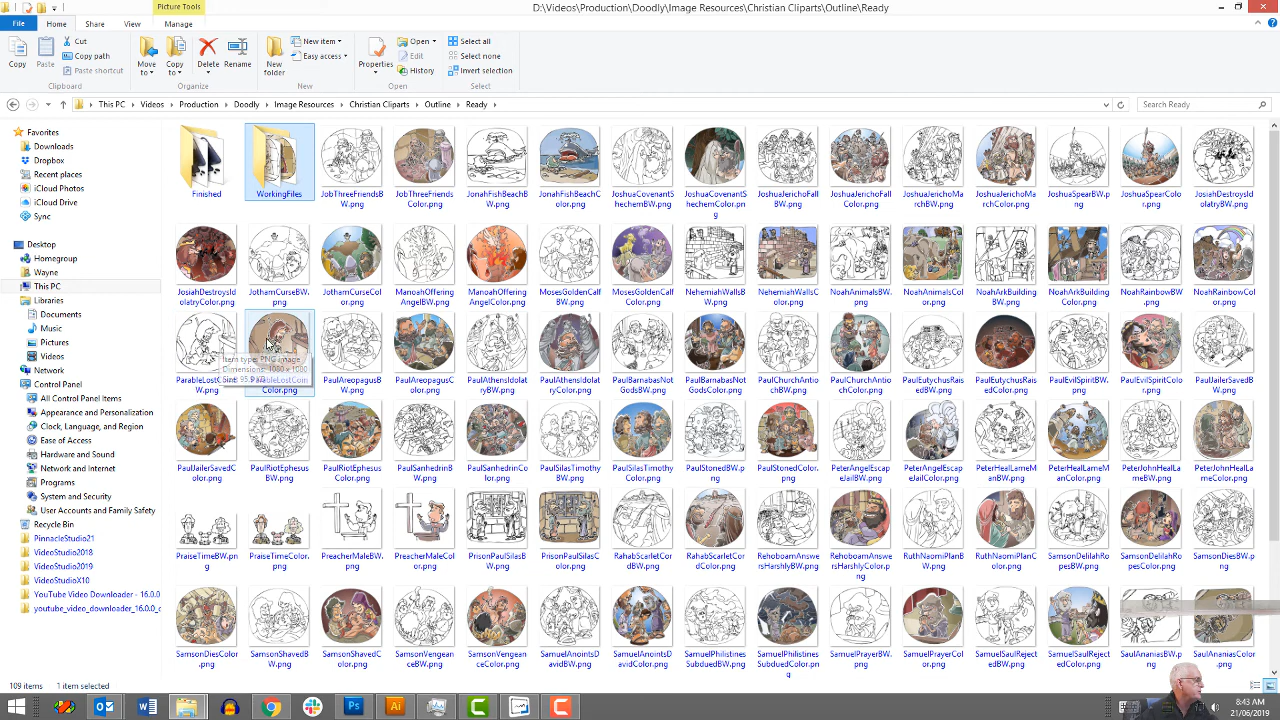 Picture Tools
D:\Videos\Production\Doodly\Image Resources\Christian Cliparts\Outline\Ready
File Home Share View Manage
Copy
Paste
Cut
Copy path
Paste shortcut
Move to
Copy to
Delete
Rename
New folder
New item
Easy access
Properties
Open
Edit
History
Select all
Select none
Invert selection
Clipboard Organize New Open Select
This PC Videos Production Doodly Image Resources Christian Cliparts Outline Ready
Search Ready
Favorites
Downloads
Dropbox
Recent places
iCloud Photos
iCloud Drive
Sync
Desktop
Homegroup
Wayne
This PC
Libraries
Documents
Music
Pictures
Videos
Network
Control Panel
All Control Panel Items
Appearance and Personalization
Clock, Language, and Region
Ease of Access
Hardware and Sound
Network and Internet
Programs
System and Security
User Accounts and Family Safety
Recycle Bin
PinnacleStudio21
VideoStudio2018
VideoStudio2019
VideoStudioX10
YouTube Video Downloader - 16.0.0
youtube_video_downloader_16.0.0_c
Finished
WorkingFiles
JobThreeFriendsBW.png
JobThreeFriendsColor.png
JonahFishBeachBW.png
JonahFishBeachColor.png
JoshuaCovenantShechemBW.png
JoshuaCovenantShechemColor.png
JoshuaJerichoFallBW.png
JoshuaJerichoFallColor.png
JoshuaJerichoMarchBW.png
JoshuaJerichoMarchColor.png
JoshuaSpearBW.png
JoshuaSpearColor.png
JosiahDestroysIdolatryBW.png
JosiahDestroysIdolatryColor.png
JothamCurseBW.png
JothamCurseColor.png
ManoahOfferingAngelBW.png
ManoahOfferingAngelColor.png
MosesGoldenCalfBW.png
MosesGoldenCalfColor.png
NehemiahWallsBW.png
NehemiahWallsColor.png
NoahAnimalsBW.png
NoahAnimalsColor.png
NoahArkBuildingBW.png
NoahArkBuildingColor.png
NoahRainbowBW.png
NoahRainbowColor.png
ParableLostC
W.png
Item type: PNG image
Dimensions: 1080 x 1080
ParableLostCoin
Color.png
PaulAreopagusBW.png
PaulAreopagusColor.png
PaulAthensIdolatryBW.png
PaulAthensIdolatryColor.png
PaulBarnabasNotGodsBW.png
PaulBarnabasNotGodsColor.png
PaulChurchAntiochBW.png
PaulChurchAntiochColor.png
PaulEutychusRaisedBW.png
PaulEutychusRaisedColor.png
PaulEvilSpiritBW.png
PaulEvilSpiritColor.png
PaulJailerSavedBW.png
PaulJailerSavedColor.png
PaulRiotEphesusBW.png
PaulRiotEphesusColor.png
PaulSanhedrinBW.png
PaulSanhedrinColor.png
PaulSilasTimothyBW.png
PaulSilasTimothyColor.png
PaulStonedBW.png
PaulStonedColor.png
PeterAngelEscapeJailBW.png
PeterAngelEscapeJailColor.png
PeterHealLameManBW.png
PeterHealLameManColor.png
PeterJohnHealLameBW.png
PeterJohnHealLameColor.png
PraiseTimeBW.png
PraiseTimeColor.png
PreacherMaleBW.png
PreacherMaleColor.png
PrisonPaulSilasBW.png
PrisonPaulSilasColor.png
RahabScarletCordBW.png
RahabScarletCordColor.png
RehoboamAnswersHarshlyBW.png
RehoboamAnswersHarshlyColor.png
RuthNaomiPlanBW.png
RuthNaomiPlanColor.png
SamsonDelilahRopesBW.png
SamsonDelilahRopesColor.png
SamsonDiesBW.png
SamsonDiesColor.png
SamsonShavedBW.png
SamsonShavedColor.png
SamsonVengeanceBW.png
SamsonVengeanceColor.png
SamuelAnointsDavidBW.png
SamuelAnointsDavidColor.png
SamuelPhilistinesSubduedBW.png
SamuelPhilistinesSubduedColor.png
SamuelPrayerBW.png
SamuelPrayerColor.png
SamuelSaulRejectedBW.png
SamuelSaulRejectedColor.png
SaulAnaniasBW.png
SaulAnaniasColor.png
109 items 1 item selected
8:43 AM
21/06/2019